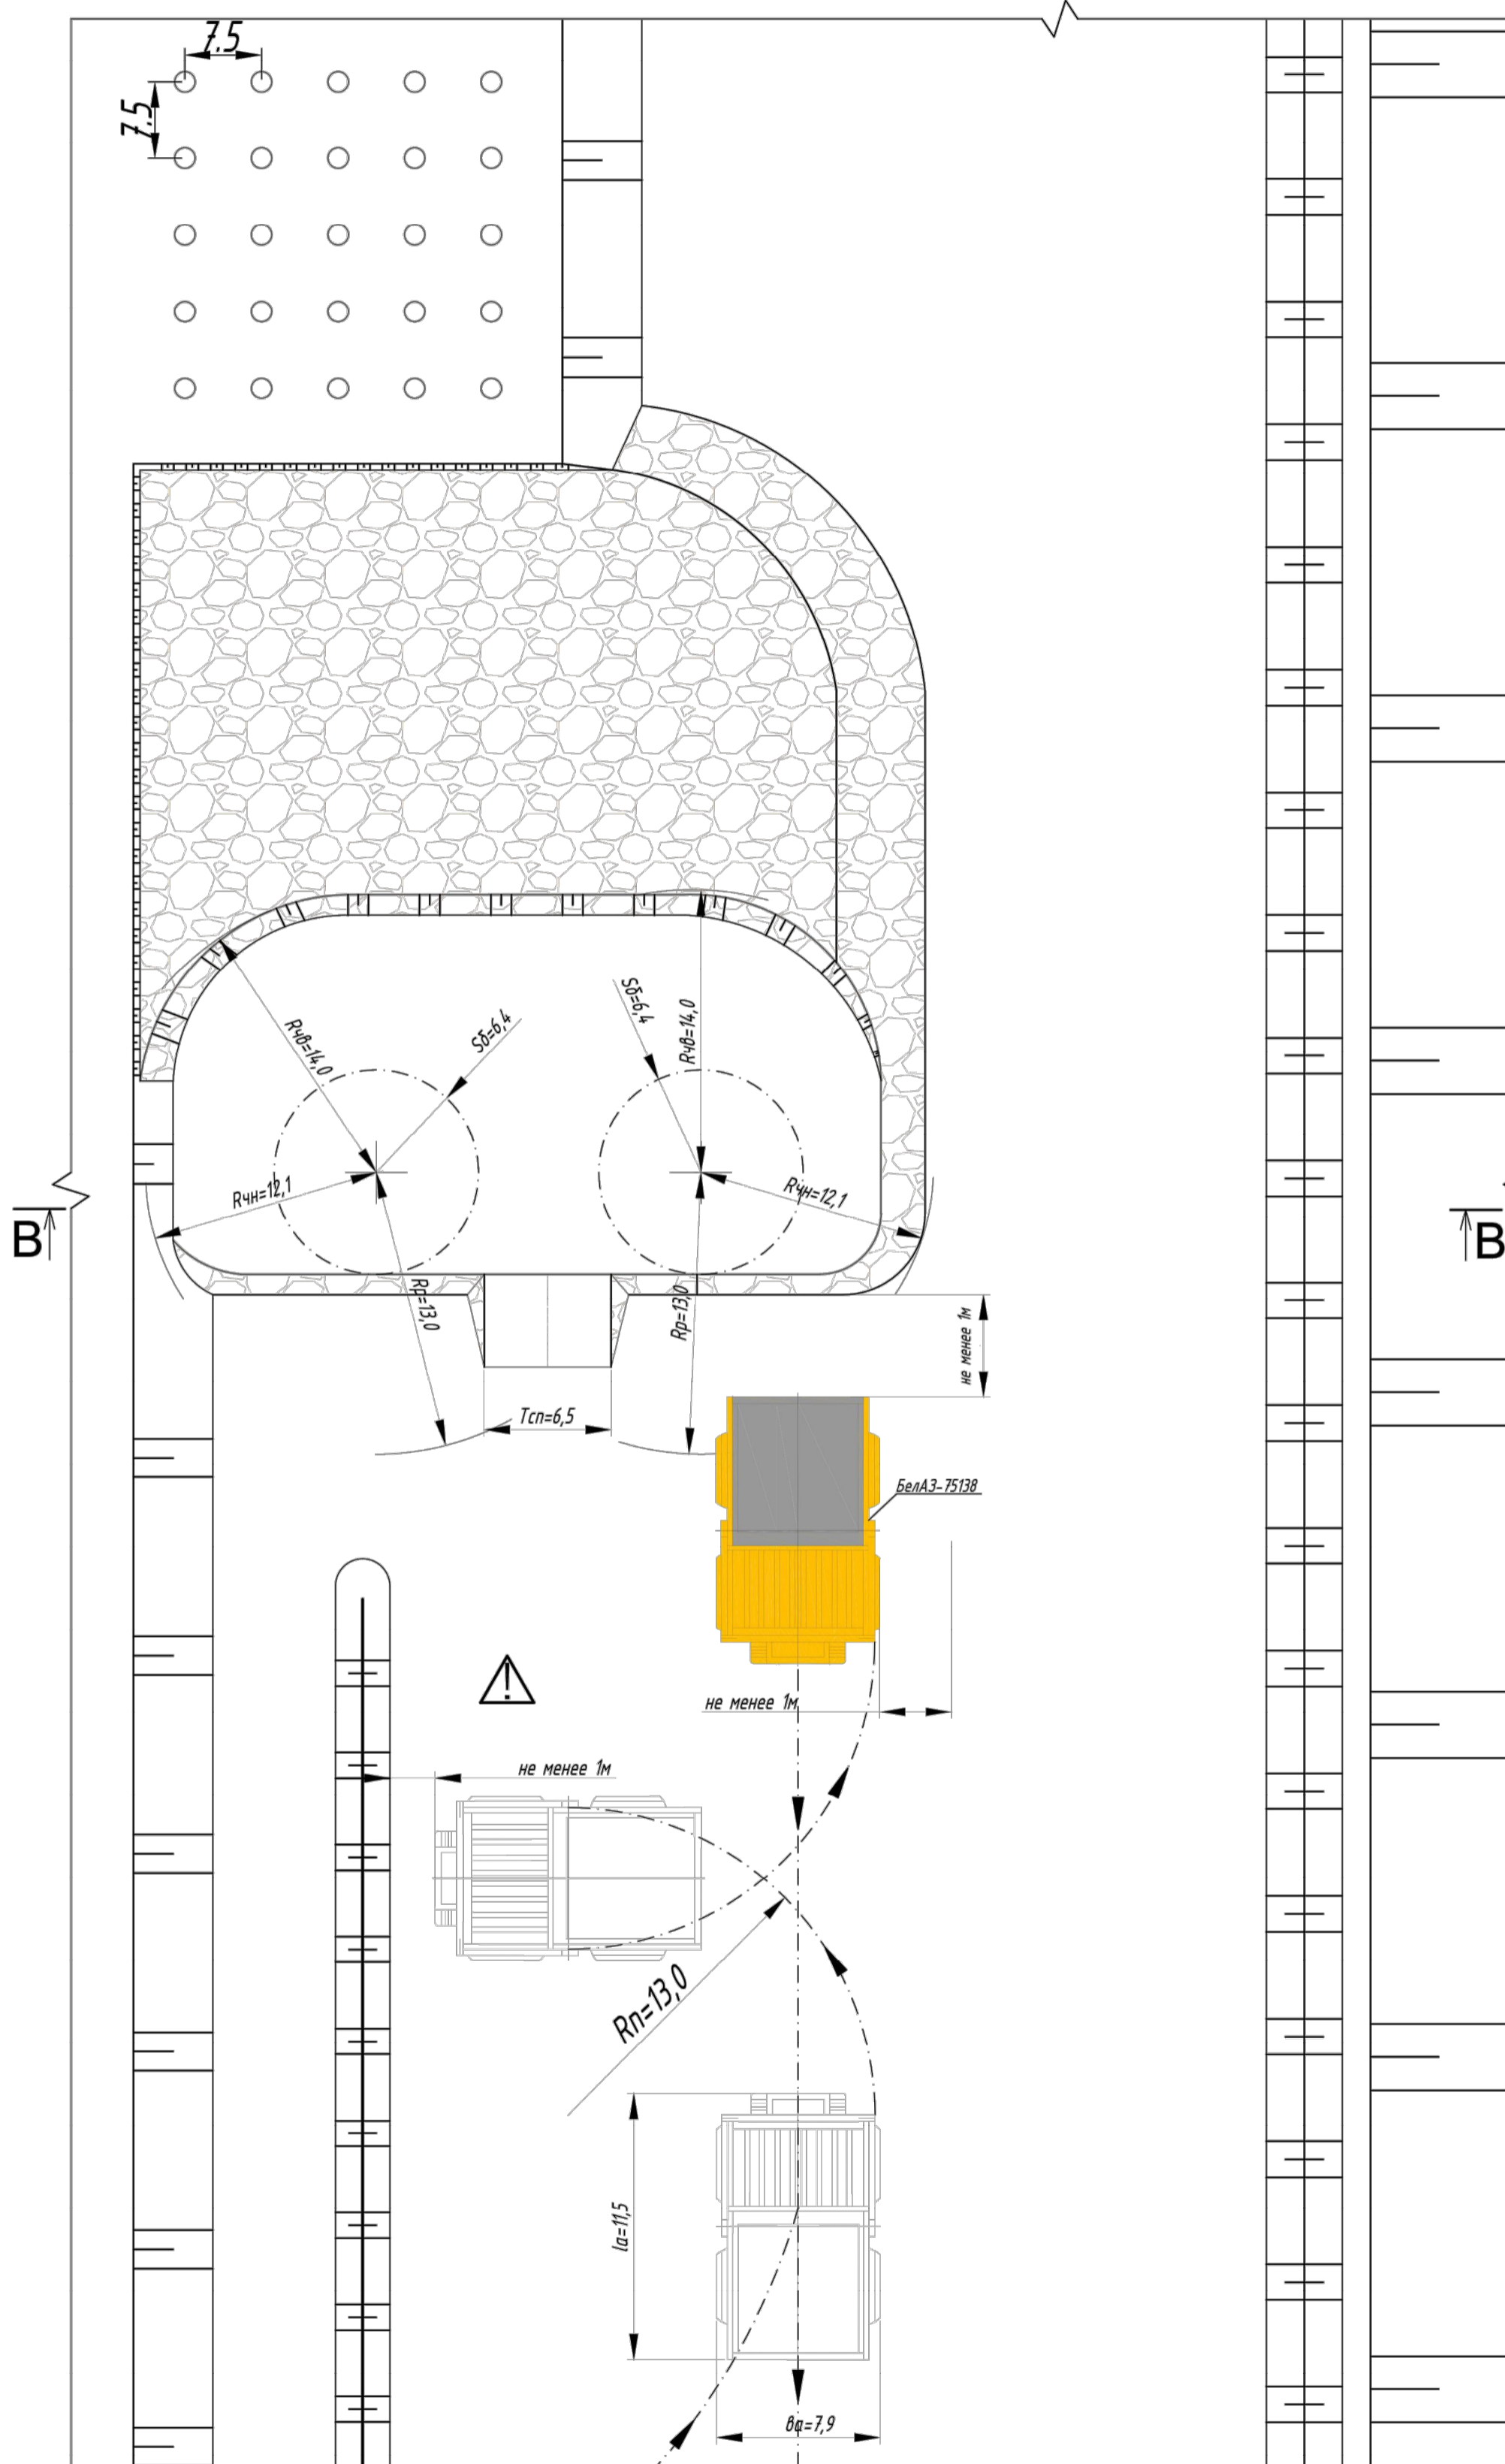 7.5
7.5
Sб=6,4
Sб=6,4
Rчв=14,0
Rчв=14,0
Rчн=12,1
Rчн=12,1
В
В
Rр=13,0
Rр=13,0
не менее 1м
Тсп=6,5
БелАЗ-75138
!
не менее 1м
не менее 1м
Rп=13,0
lа=11,5
ва=7,9